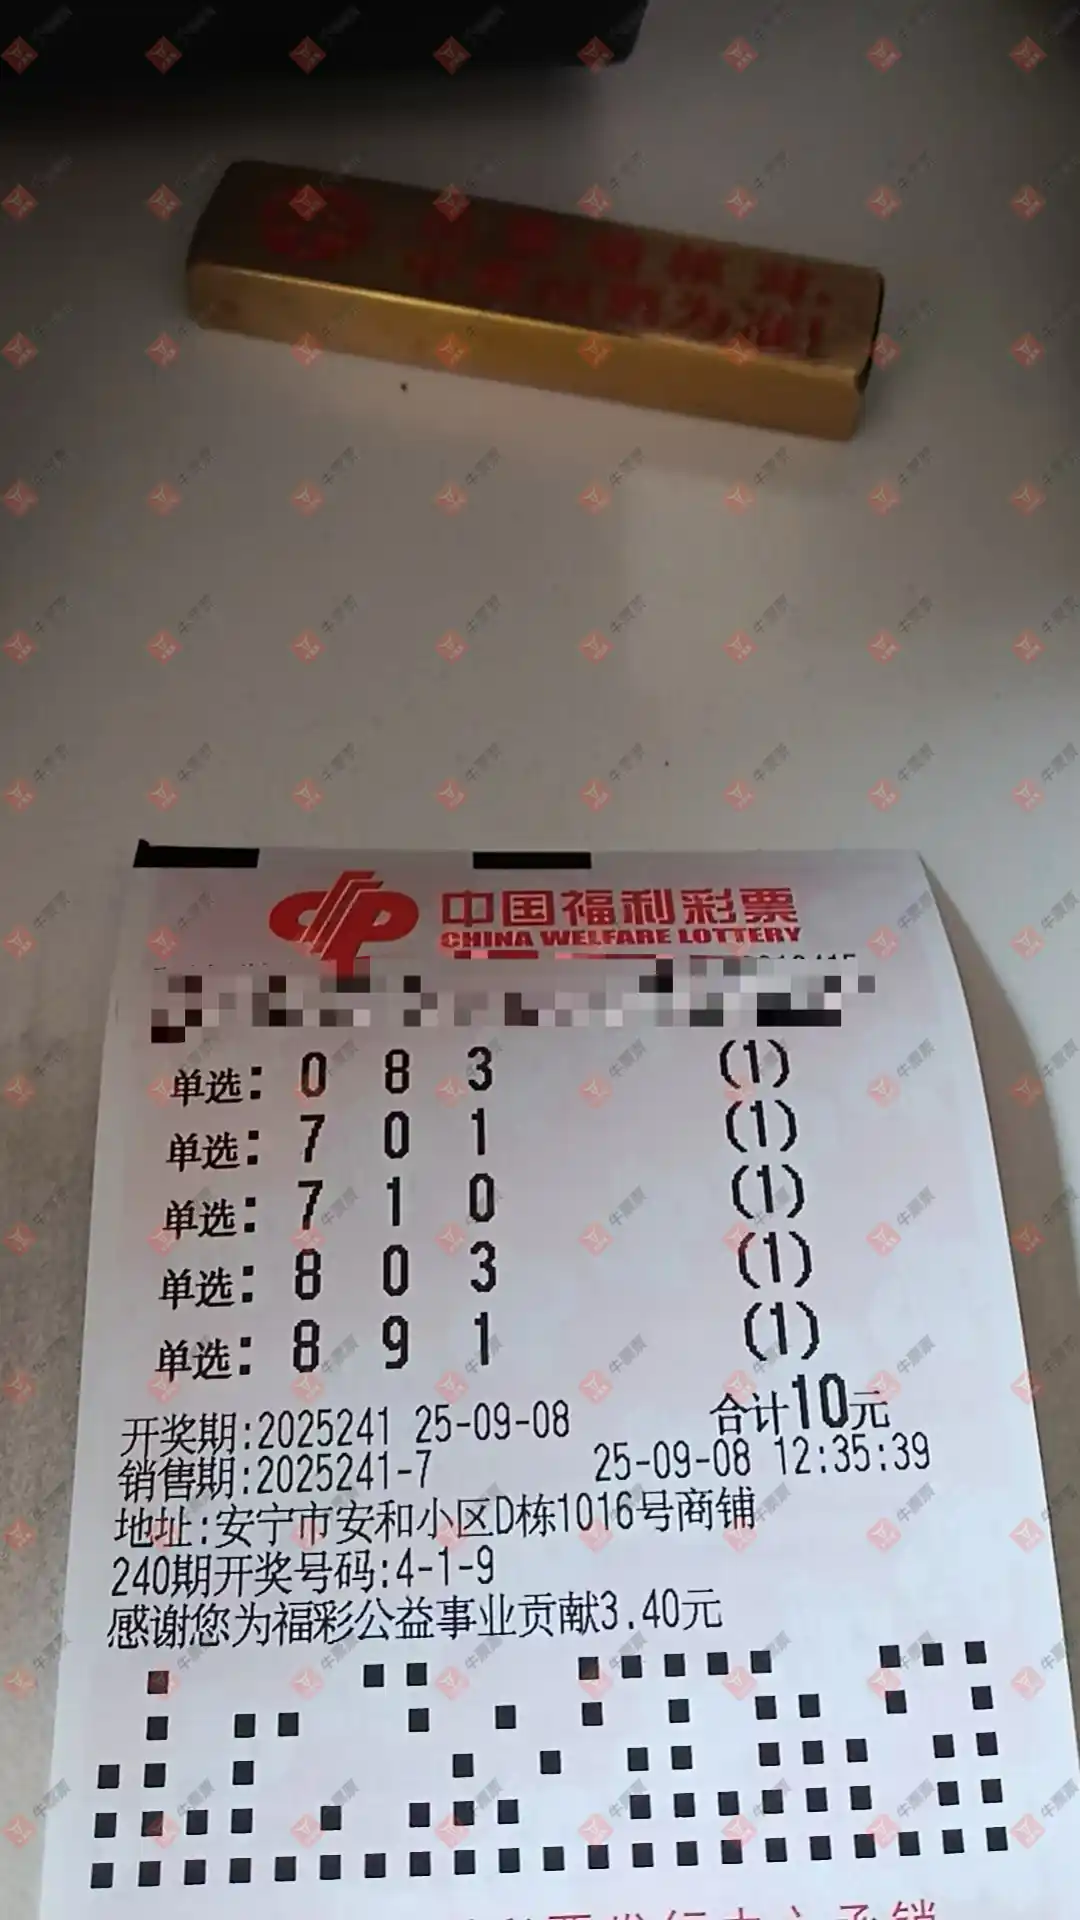 中国福利彩票
CHINA WELFARE LOTTERY
单选: 0 8 3 (1)
单选: 7 0 1 (1)
单选: 7 1 0 (1)
单选: 8 0 3 (1)
单选: 8 9 1 (1)
开奖期:2025241 25-09-08 合计10元
销售期:2025241-7 25-09-08 12:35:39
地址:安宁市安和小区D栋1016号商铺
240期开奖号码:4-1-9
感谢您为福彩公益事业贡献3.40元